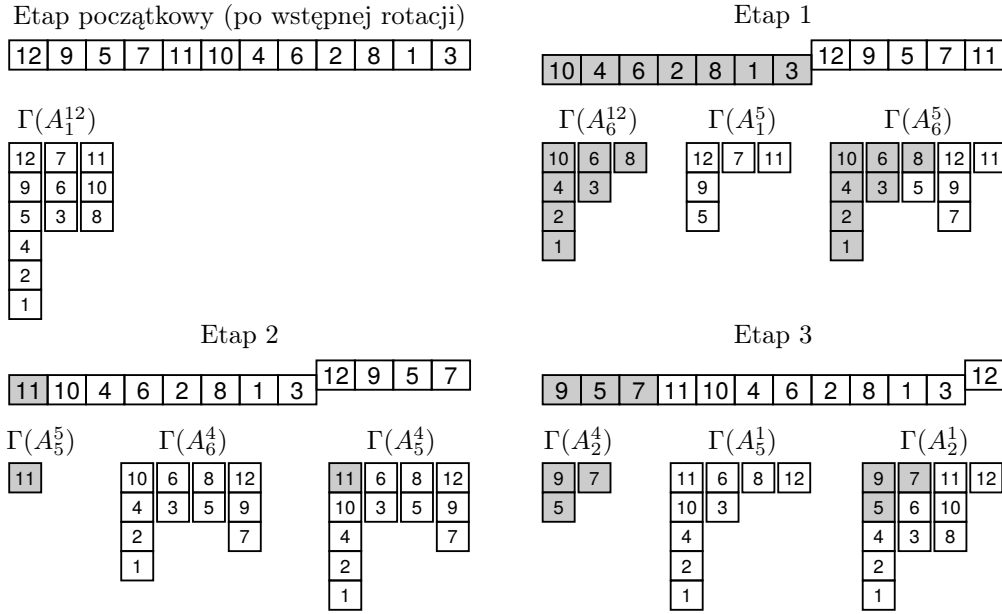 Etap początkowy (po wstępnej rotacji)
12 9 5 7 11 10 4 6 2 8 1 3
Γ(A_1^{12})
12 7 11
9 6 10
5 3 8
4
2
1
Etap 1
10 4 6 2 8 1 3 12 9 5 7 11
Γ(A_6^{12}) Γ(A_1^5) Γ(A_6^5)
10 6 8 12 7 11 10 6 8 12 11
4 3 9 4 3 5 9
2 5 2 7
1 1
Etap 2
11 10 4 6 2 8 1 3 12 9 5 7
Γ(A_5^5) Γ(A_6^4) Γ(A_5^4)
11 10 6 8 12 11 6 8 12
4 3 5 9 10 3 5 9
2 7 4 7
1 2
1
Etap 3
9 5 7 11 10 4 6 2 8 1 3 12
Γ(A_2^4) Γ(A_5^1) Γ(A_2^1)
9 7 11 6 8 12 9 7 11 12
5 10 3 5 6 10
4 4 3 8
2 2
1 1